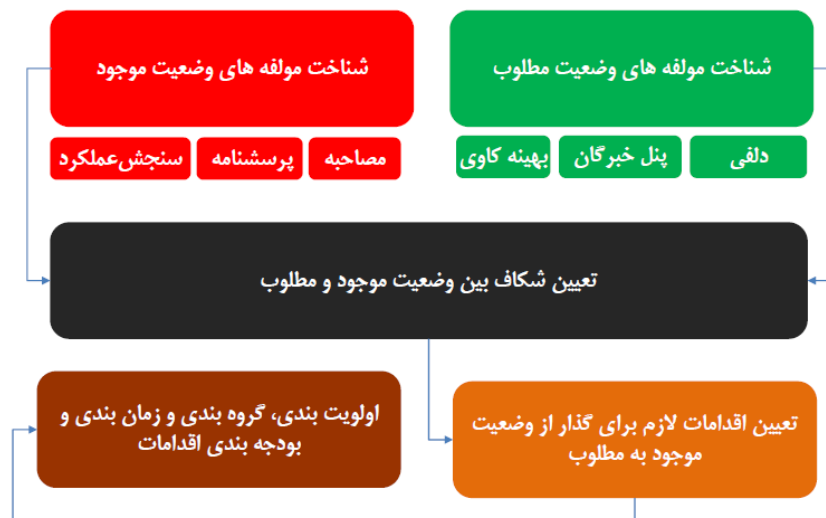 شناخت مولفه های وضعیت مطلوب
شناخت مولفه های وضعیت موجود
دلفی
پنل خبرگان
بهینه کاوی
مصاحبه
پرسشنامه
سنجش‌عملکرد
تعیین شکاف بین وضعیت موجود و مطلوب
تعیین اقدامات لازم برای گذار از وضعیت
موجود به مطلوب
اولویت بندی، گروه بندی و زمان بندی و
بودجه بندی اقدامات